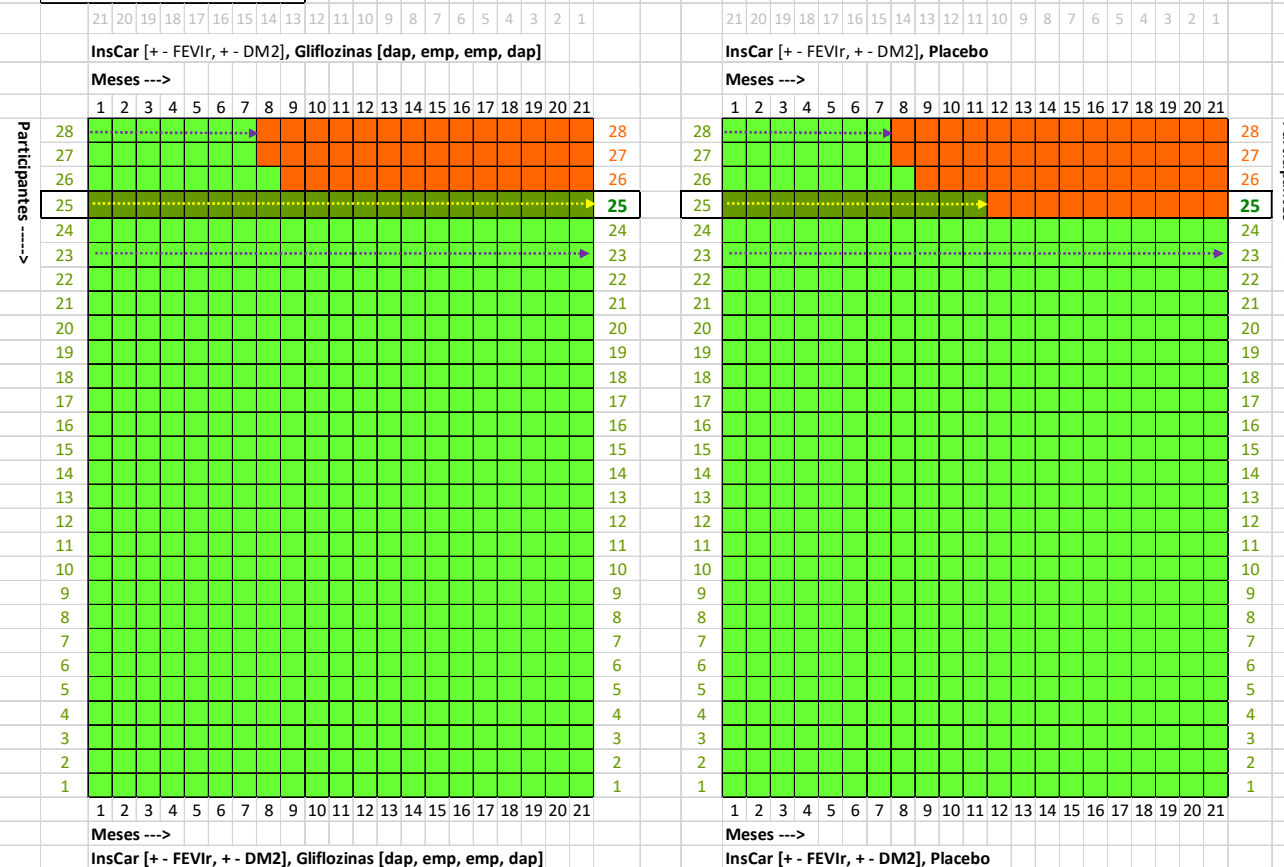 21 20 19 18 17 16 15 14 13 12 11 10 9 8 7 6 5 4 3 2 1 21 20 19 18 17 16 15 14 13 12 11 10 9 8 7 6 5 4 3 2 1
InsCar [+ - FEVIr, + - DM2], Gliflozinas [dap, emp, emp, dap] InsCar [+ - FEVIr, + - DM2], Placebo
Meses ---> Meses --->
1 2 3 4 5 6 7 8 9 10 11 12 13 14 15 16 17 18 19 20 21 1 2 3 4 5 6 7 8 9 10 11 12 13 14 15 16 17 18 19 20 21
Participantes ------>
28 28 28 28
27 27 27 27
26 26 26 26
25 25 25 25
24 24 24 24
23 23 23 23
22 22 22 22
21 21 21 21
20 20 20 20
19 19 19 19
18 18 18 18
17 17 17 17
16 16 16 16
15 15 15 15
14 14 14 14
13 13 13 13
12 12 12 12
11 11 11 11
10 10 10 10
9 9 9 9
8 8 8 8
7 7 7 7
6 6 6 6
5 5 5 5
4 4 4 4
3 3 3 3
2 2 2 2
1 1 1 1
1 2 3 4 5 6 7 8 9 10 11 12 13 14 15 16 17 18 19 20 21 1 2 3 4 5 6 7 8 9 10 11 12 13 14 15 16 17 18 19 20 21
Meses ---> Meses --->
InsCar [+ - FEVIr, + - DM2], Gliflozinas [dap, emp, emp, dap] InsCar [+ - FEVIr, + - DM2], Placebo